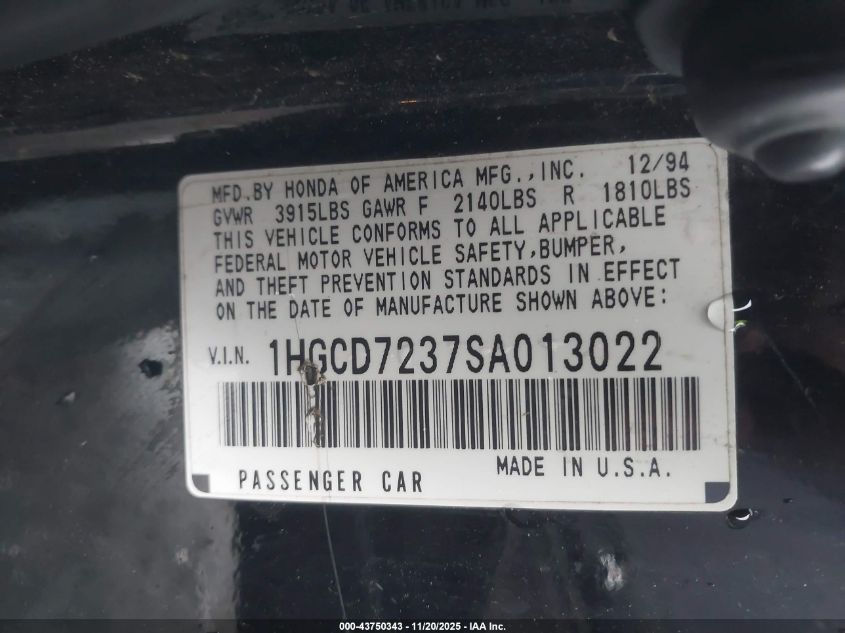 MFD.BY HONDA OF AMERICA MFG.,INC. 12/94
GVWR 3915LBS GAWR F 2140LBS R 1810LBS
THIS VEHICLE CONFORMS TO ALL APPLICABLE
FEDERAL MOTOR VEHICLE SAFETY,BUMPER,
AND THEFT PREVENTION STANDARDS IN EFFECT
ON THE DATE OF MANUFACTURE SHOWN ABOVE:
V.I.N. 1HGCD7237SA013022
PASSENGER CAR MADE IN U.S.A.
000-43750343 - 11/20/2025 - IAA Inc.